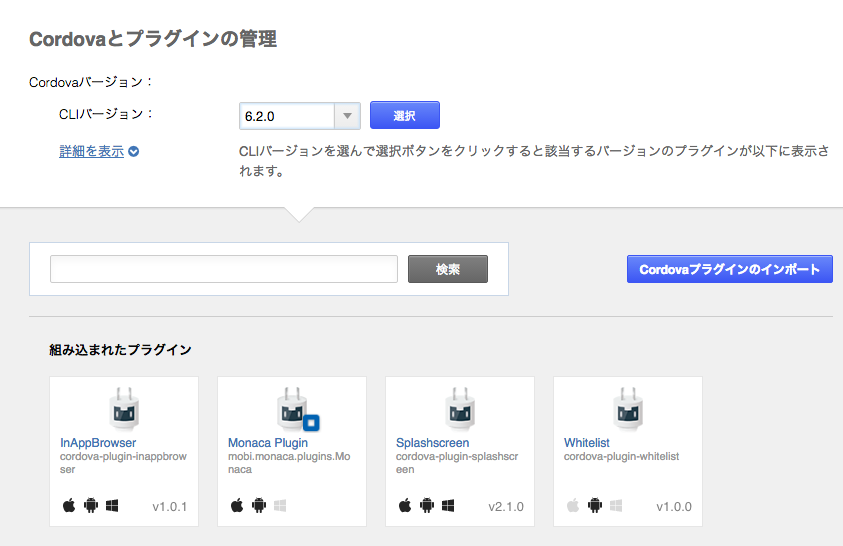 Cordovaとプラグインの管理
Cordovaバージョン：
CLIバージョン： 6.2.0 選択
詳細を表示 CLIバージョンを選んで選択ボタンをクリックすると該当するバージョンのプラグインが以下に表示さ
れます。
検索 Cordovaプラグインのインポート
組み込まれたプラグイン
InAppBrowser
cordova-plugin-inappbrow
ser
v1.0.1
Monaca Plugin
mobi.monaca.plugins.Mo
naca
Splashscreen
cordova-plugin-splashscr
een
v2.1.0
Whitelist
cordova-plugin-whitelist
v1.0.0